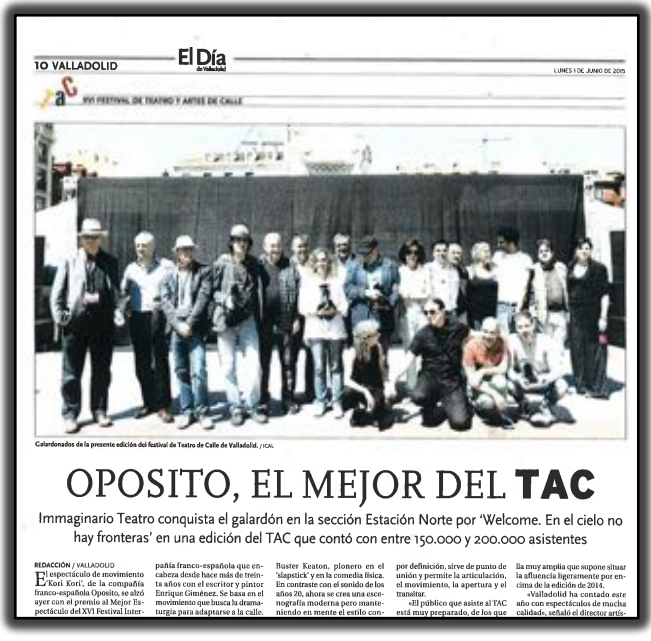 10 VALLADOLID
El Día
de Valladolid
LUNES 1 DE JUNIO DE 2015
TaC
XVI FESTIVAL DE TEATRO Y ARTES DE CALLE
Galardonados de la presente edición del festival de Teatro de Calle de Valladolid. / ICAL
OPOSITO, EL MEJOR DEL TAC
Immaginario Teatro conquista el galardón en la sección Estación Norte por ‘Welcome. En el cielo no
hay fronteras’ en una edición del TAC que contó con entre 150.000 y 200.000 asistentes
REDACCIÓN / VALLADOLID
El espectáculo de movimiento
‘Kori Kori’, de la compañía
franco-española Oposito, se alzó
ayer con el premio al Mejor Es-
pectáculo del XVI Festival Inter-
pañía franco-española que en-
cabeza desde hace más de trein-
ta años con el escritor y pintor
Enrique Giménez. Se basa en el
movimiento que busca la drama-
turgia para adaptarse a la calle.
Buster Keaton, pionero en el
‘slapstick’ y en la comedia física.
En contraste con el sonido de los
años 20, ahora se crea una esce-
nografía moderna pero mante-
niendo en mente el estilo con-
por definición, sirve de punto de
unión y permite la articulación,
el movimiento, la apertura y el
transitar.
«El público que asiste al TAC
está muy preparado, de los que
lla muy amplia que supone situar
la afluencia ligeramente por en-
cima de la edición de 2014.
«Valladolid ha contado este
año con espectáculos de mucha
calidad», señaló el director artís-